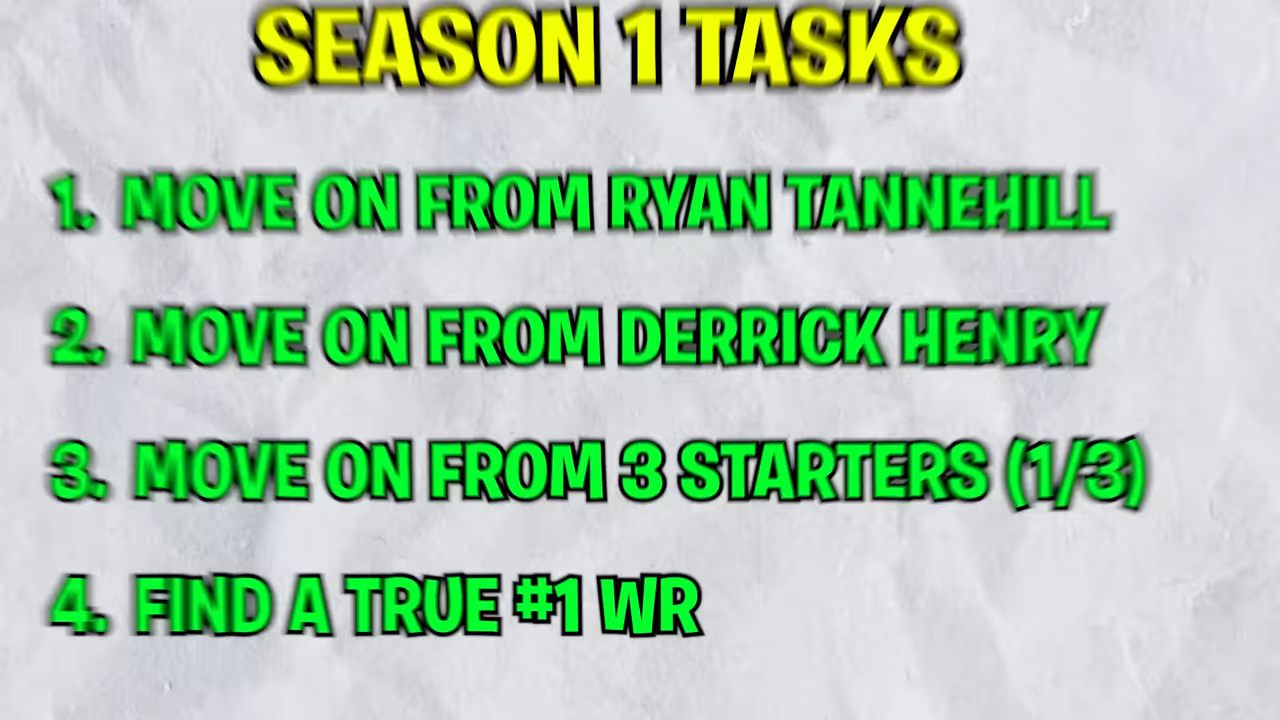 SEASON 1 TASKS
1. MOVE ON FROM RYAN TANNEHILL
2. MOVE ON FROM DERRICK HENRY
3. MOVE ON FROM 3 STARTERS (1/3)
4. FIND A TRUE #1 WR